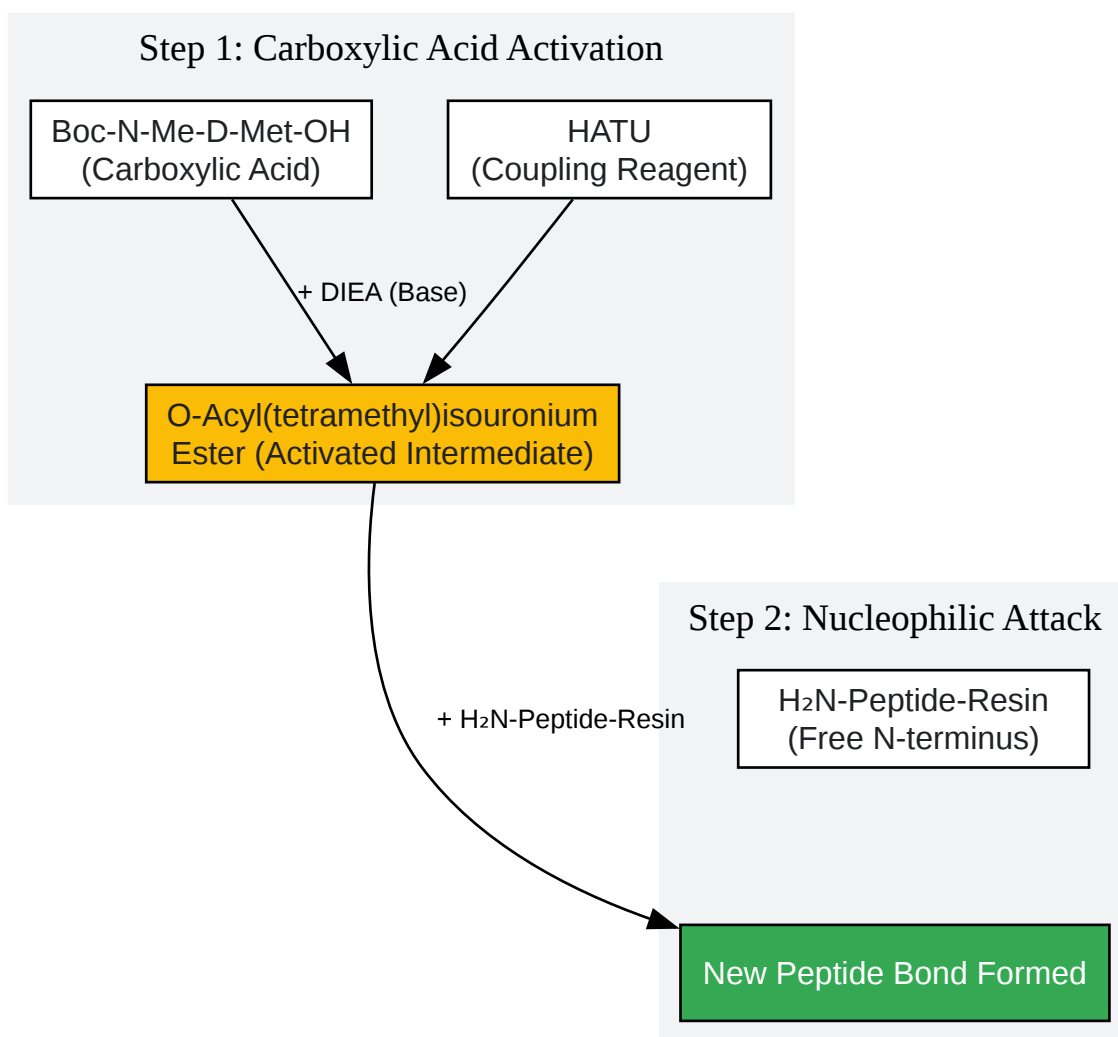 Step 1: Carboxylic Acid Activation
Boc-N-Me-D-Met-OH
(Carboxylic Acid)
HATU
(Coupling Reagent)
+ DIEA (Base)
O-Acyl(tetramethyl)isouronium
Ester (Activated Intermediate)
Step 2: Nucleophilic Attack
H₂N-Peptide-Resin
(Free N-terminus)
+ H₂N-Peptide-Resin
New Peptide Bond Formed